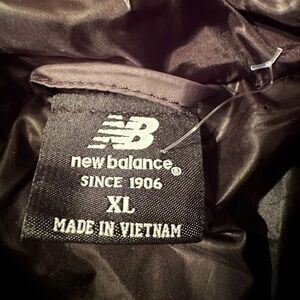 NB
new balance
SINCE 1906
XL
MADE IN VIETNAM